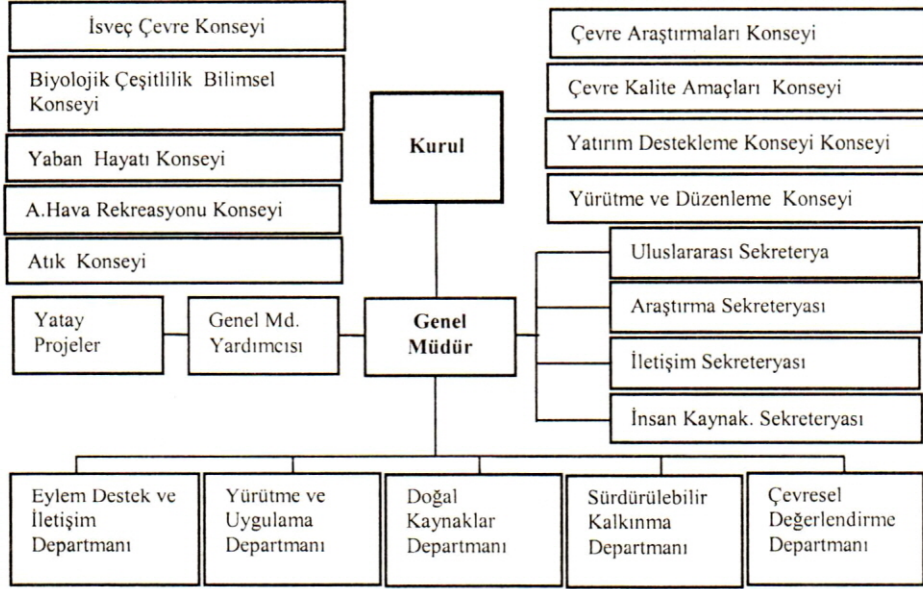 İsveç Çevre Konseyi
Biyolojik Çeşitlilik Bilimsel
Konseyi
Yaban Hayatı Konseyi
A.Hava Rekreasyonu Konseyi
Atık Konseyi
Kurul
Çevre Araştırmaları Konseyi
Çevre Kalite Amaçları Konseyi
Yatırım Destekleme Konseyi Konseyi
Yürütme ve Düzenleme Konseyi
Yatay
Projeler
Genel Md.
Yardımcısı
Genel
Müdür
Uluslararası Sekreterya
Araştırma Sekreteryası
İletişim Sekreteryası
İnsan Kaynak. Sekreteryası
Eylem Destek ve
İletişim
Departmanı
Yürütme ve
Uygulama
Departmanı
Doğal
Kaynaklar
Departmanı
Sürdürülebilir
Kalkınma
Departmanı
Çevresel
Değerlendirme
Departmanı